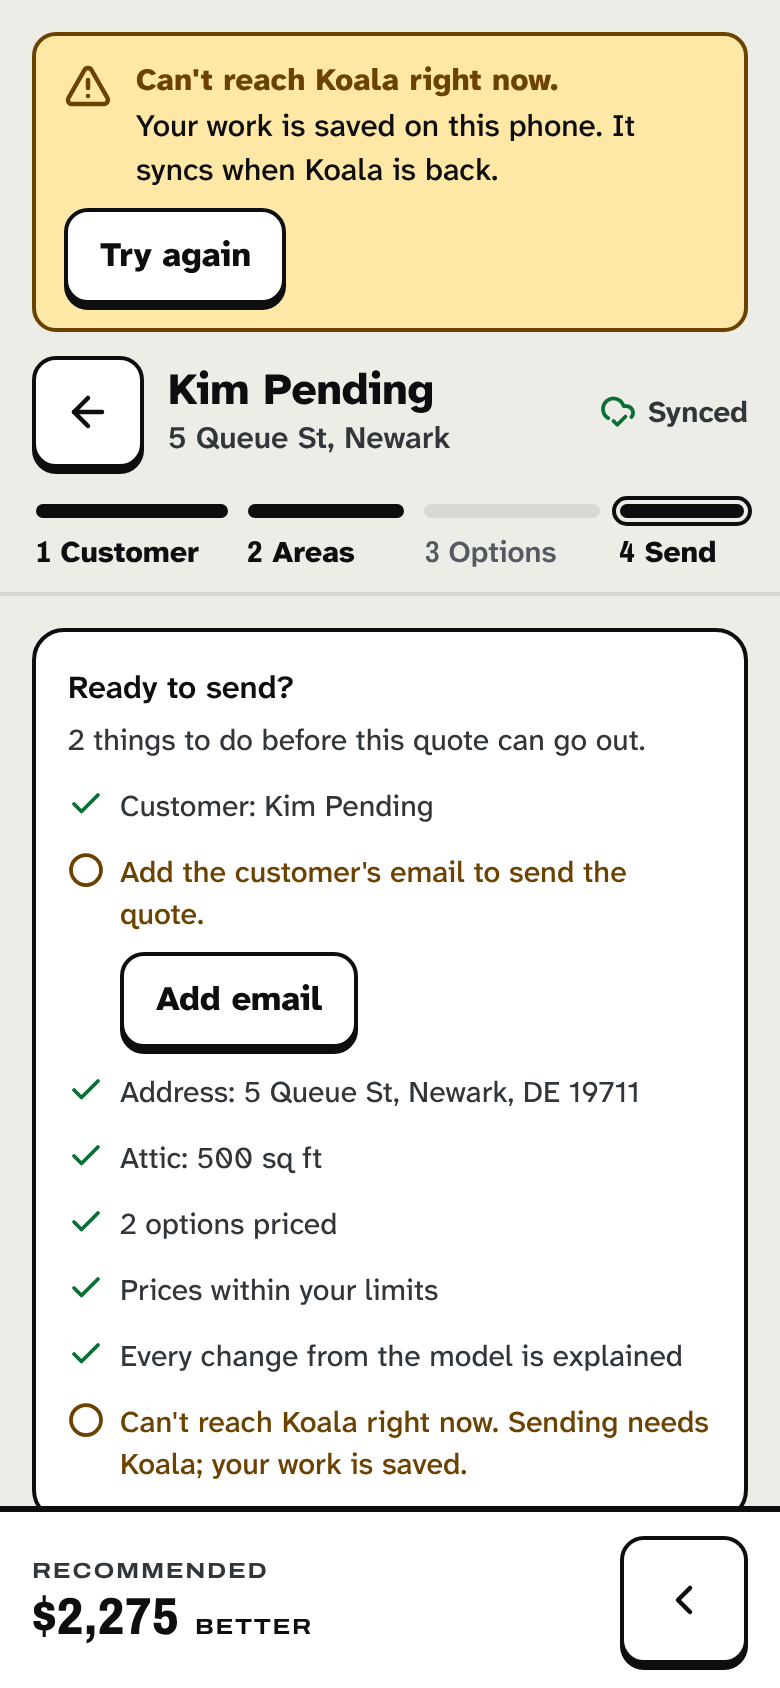 Can't reach Koala right now.
Your work is saved on this phone. It
syncs when Koala is back.
Try again
Kim Pending
5 Queue St, Newark
Synced
1 Customer
2 Areas
3 Options
4 Send
Ready to send?
2 things to do before this quote can go out.
Customer: Kim Pending
Add the customer's email to send the
quote.
Add email
Address: 5 Queue St, Newark, DE 19711
Attic: 500 sq ft
2 options priced
Prices within your limits
Every change from the model is explained
Can't reach Koala right now. Sending needs
Koala; your work is saved.
RECOMMENDED
$2,275 BETTER